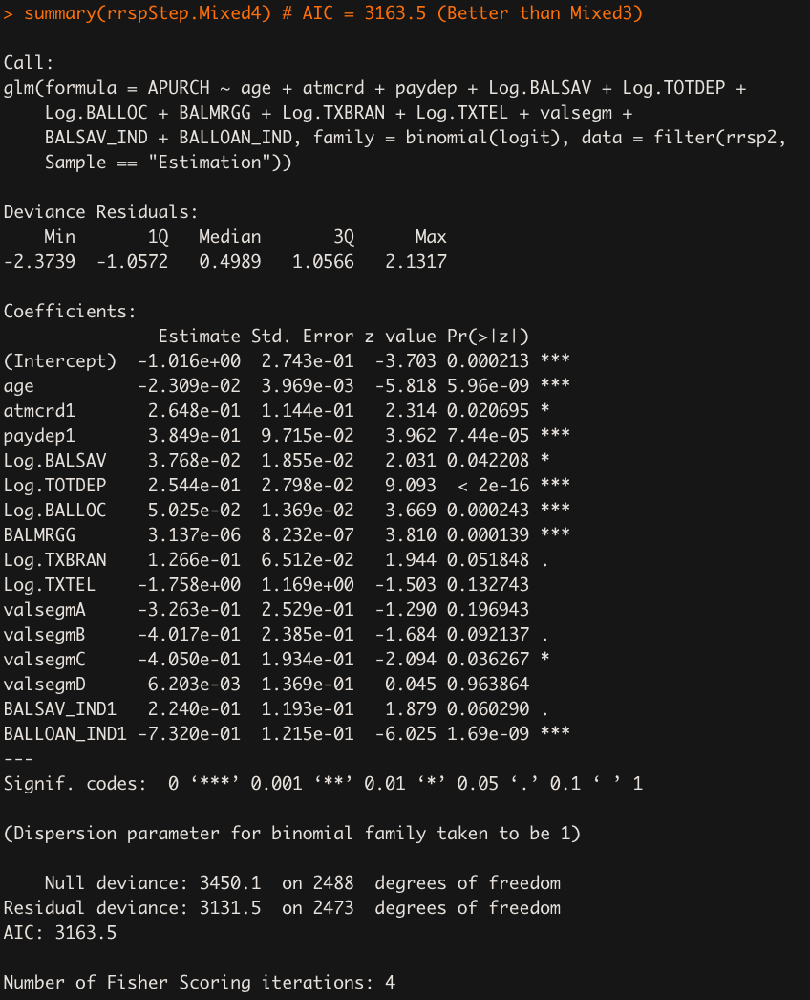 > summary(rrspStep.Mixed4) # AIC = 3163.5 (Better than Mixed3)
Call:
glm(formula = APURCH ~ age + atmcrd + paydep + Log.BALSAV + Log.TOTDEP +
    Log.BALLOC + BALMRGG + Log.TXBRAN + Log.TXTEL + valsegm +
    BALSAV_IND + BALLOAN_IND, family = binomial(logit), data = filter(rrsp2,
    Sample == "Estimation"))
Deviance Residuals:
    Min       1Q   Median       3Q      Max
-2.3739  -1.0572   0.4989   1.0566   2.1317
Coefficients:
               Estimate Std. Error z value Pr(>|z|)
(Intercept)  -1.016e+00  2.743e-01  -3.703 0.000213 ***
age          -2.309e-02  3.969e-03  -5.818 5.96e-09 ***
atmcrd1       2.648e-01  1.144e-01   2.314 0.020695 *
paydep1       3.849e-01  9.715e-02   3.962 7.44e-05 ***
Log.BALSAV    3.768e-02  1.855e-02   2.031 0.042208 *
Log.TOTDEP    2.544e-01  2.798e-02   9.093  < 2e-16 ***
Log.BALLOC    5.025e-02  1.369e-02   3.669 0.000243 ***
BALMRGG       3.137e-06  8.232e-07   3.810 0.000139 ***
Log.TXBRAN    1.266e-01  6.512e-02   1.944 0.051848 .
Log.TXTEL    -1.758e+00  1.169e+00  -1.503 0.132743
valsegmA     -3.263e-01  2.529e-01  -1.290 0.196943
valsegmB     -4.017e-01  2.385e-01  -1.684 0.092137 .
valsegmC     -4.050e-01  1.934e-01  -2.094 0.036267 *
valsegmD      6.203e-03  1.369e-01   0.045 0.963864
BALSAV_IND1   2.240e-01  1.193e-01   1.879 0.060290 .
BALLOAN_IND1 -7.320e-01  1.215e-01  -6.025 1.69e-09 ***
---
Signif. codes:  0 ‘***’ 0.001 ‘**’ 0.01 ‘*’ 0.05 ‘.’ 0.1 ‘ ’ 1
(Dispersion parameter for binomial family taken to be 1)
    Null deviance: 3450.1  on 2488  degrees of freedom
Residual deviance: 3131.5  on 2473  degrees of freedom
AIC: 3163.5
Number of Fisher Scoring iterations: 4